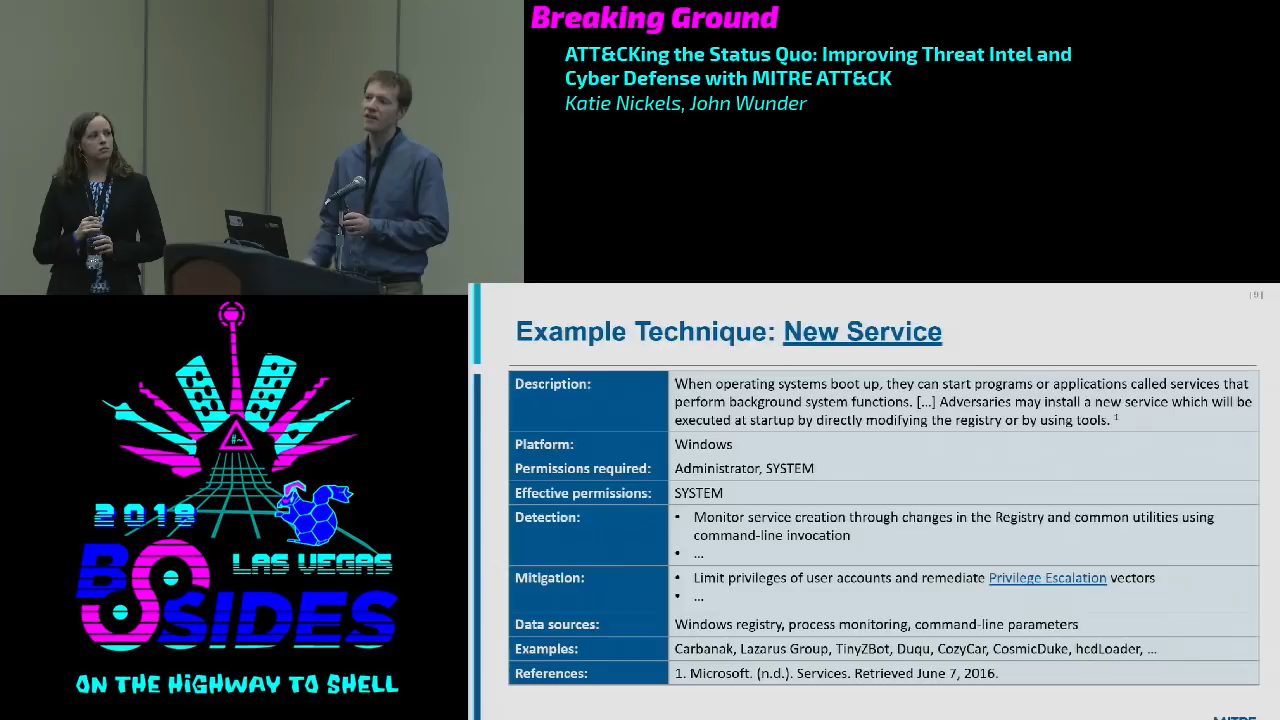 Breaking Ground
ATT&CKing the Status Quo: Improving Threat Intel and
Cyber Defense with MITRE ATT&CK
Katie Nickels, John Wunder
| 9 |
Example Technique: New Service
Description:
When operating systems boot up, they can start programs or applications called services that
perform background system functions. [...] Adversaries may install a new service which will be
executed at startup by directly modifying the registry or by using tools. 1
Platform: Windows
Permissions required: Administrator, SYSTEM
Effective permissions: SYSTEM
Detection:
• Monitor service creation through changes in the Registry and common utilities using
command-line invocation
• ...
Mitigation:
• Limit privileges of user accounts and remediate Privilege Escalation vectors
• ...
Data sources: Windows registry, process monitoring, command-line parameters
Examples: Carbanak, Lazarus Group, TinyZBot, Duqu, CozyCar, CosmicDuke, hcdLoader, ...
References: 1. Microsoft. (n.d.). Services. Retrieved June 7, 2016.
MITRE
#~
2018
BSIDES
LAS VEGAS
ON THE HIGHWAY TO SHELL